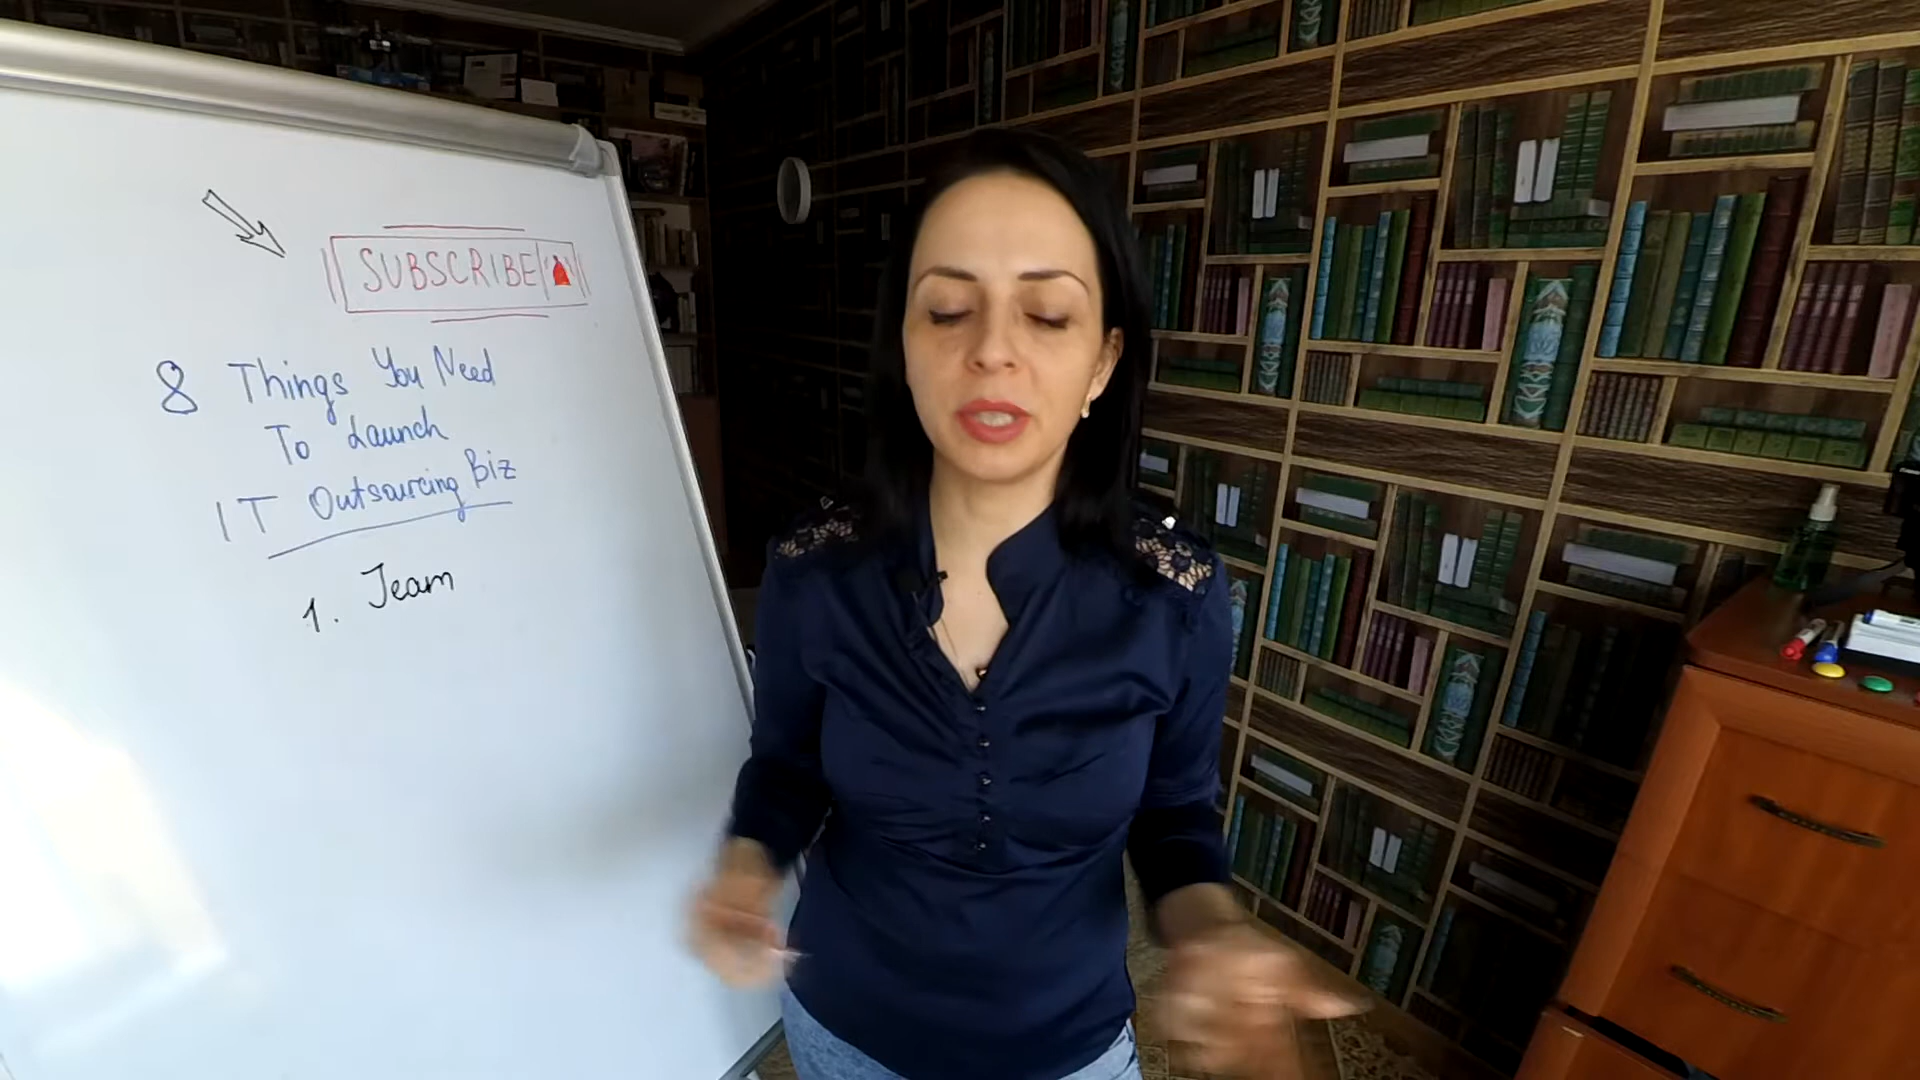 SUBSCRIBE
8 Things You Need
To Launch
IT Outsourcing Biz
1. Team